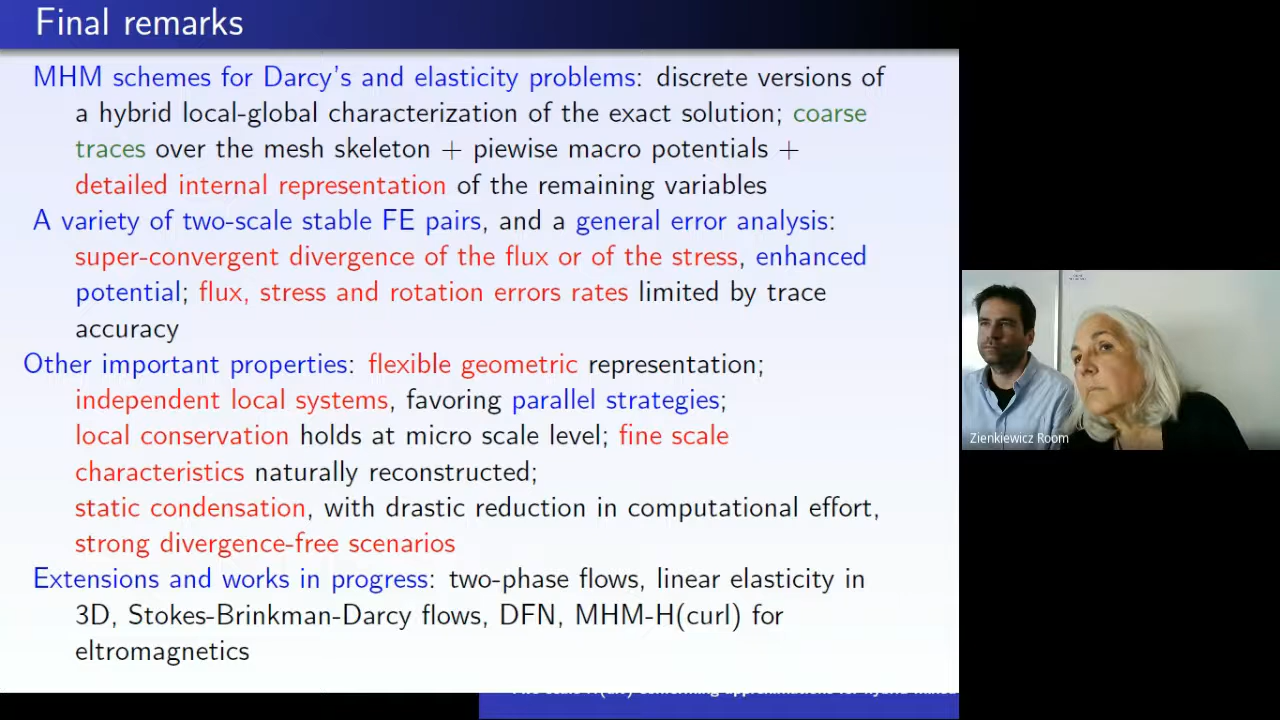 Final remarks
MHM schemes for Darcy's and elasticity problems: discrete versions of
a hybrid local-global characterization of the exact solution; coarse
traces over the mesh skeleton + piewise macro potentials +
detailed internal representation of the remaining variables
A variety of two-scale stable FE pairs, and a general error analysis:
super-convergent divergence of the flux or of the stress, enhanced
potential; flux, stress and rotation errors rates limited by trace
accuracy
Other important properties: flexible geometric representation;
independent local systems, favoring parallel strategies;
local conservation holds at micro scale level; fine scale
characteristics naturally reconstructed;
static condensation, with drastic reduction in computational effort,
strong divergence-free scenarios
Extensions and works in progress: two-phase flows, linear elasticity in
3D, Stokes-Brinkman-Darcy flows, DFN, MHM-H(curl) for
eltromagnetics
Zienkiewicz Room